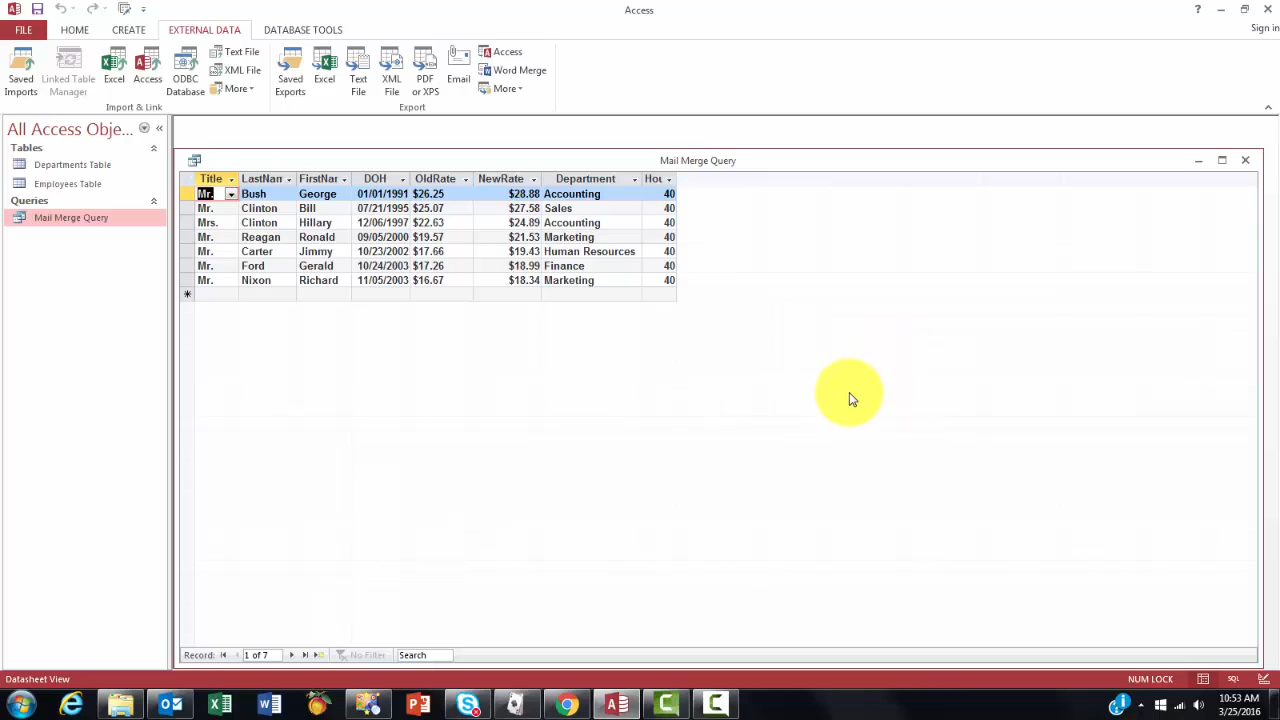 Access
? 
Sign in
FILE HOME CREATE EXTERNAL DATA DATABASE TOOLS
Saved Imports
Linked Table Manager
Excel
Access
ODBC Database
Text File
XML File
More
Import & Link
Saved Exports
Excel
Text File
XML File
PDF or XPS
Email
Access
Word Merge
More
Export
All Access Obje...
Tables
Departments Table
Employees Table
Queries
Mail Merge Query
Mail Merge Query
Title LastNam FirstNar DOH OldRate NewRate Department Hou
Mr. Bush George 01/01/1991 $26.25 $28.88 Accounting 40
Mr. Clinton Bill 07/21/1995 $25.07 $27.58 Sales 40
Mrs. Clinton Hillary 12/06/1997 $22.63 $24.89 Accounting 40
Mr. Reagan Ronald 09/05/2000 $19.57 $21.53 Marketing 40
Mr. Carter Jimmy 10/23/2002 $17.66 $19.43 Human Resources 40
Mr. Ford Gerald 10/24/2003 $17.26 $18.99 Finance 40
Mr. Nixon Richard 11/05/2003 $16.67 $18.34 Marketing 40
Record: 1 of 7 No Filter Search
Datasheet View
NUM LOCK
SQL
10:53 AM
3/25/2016